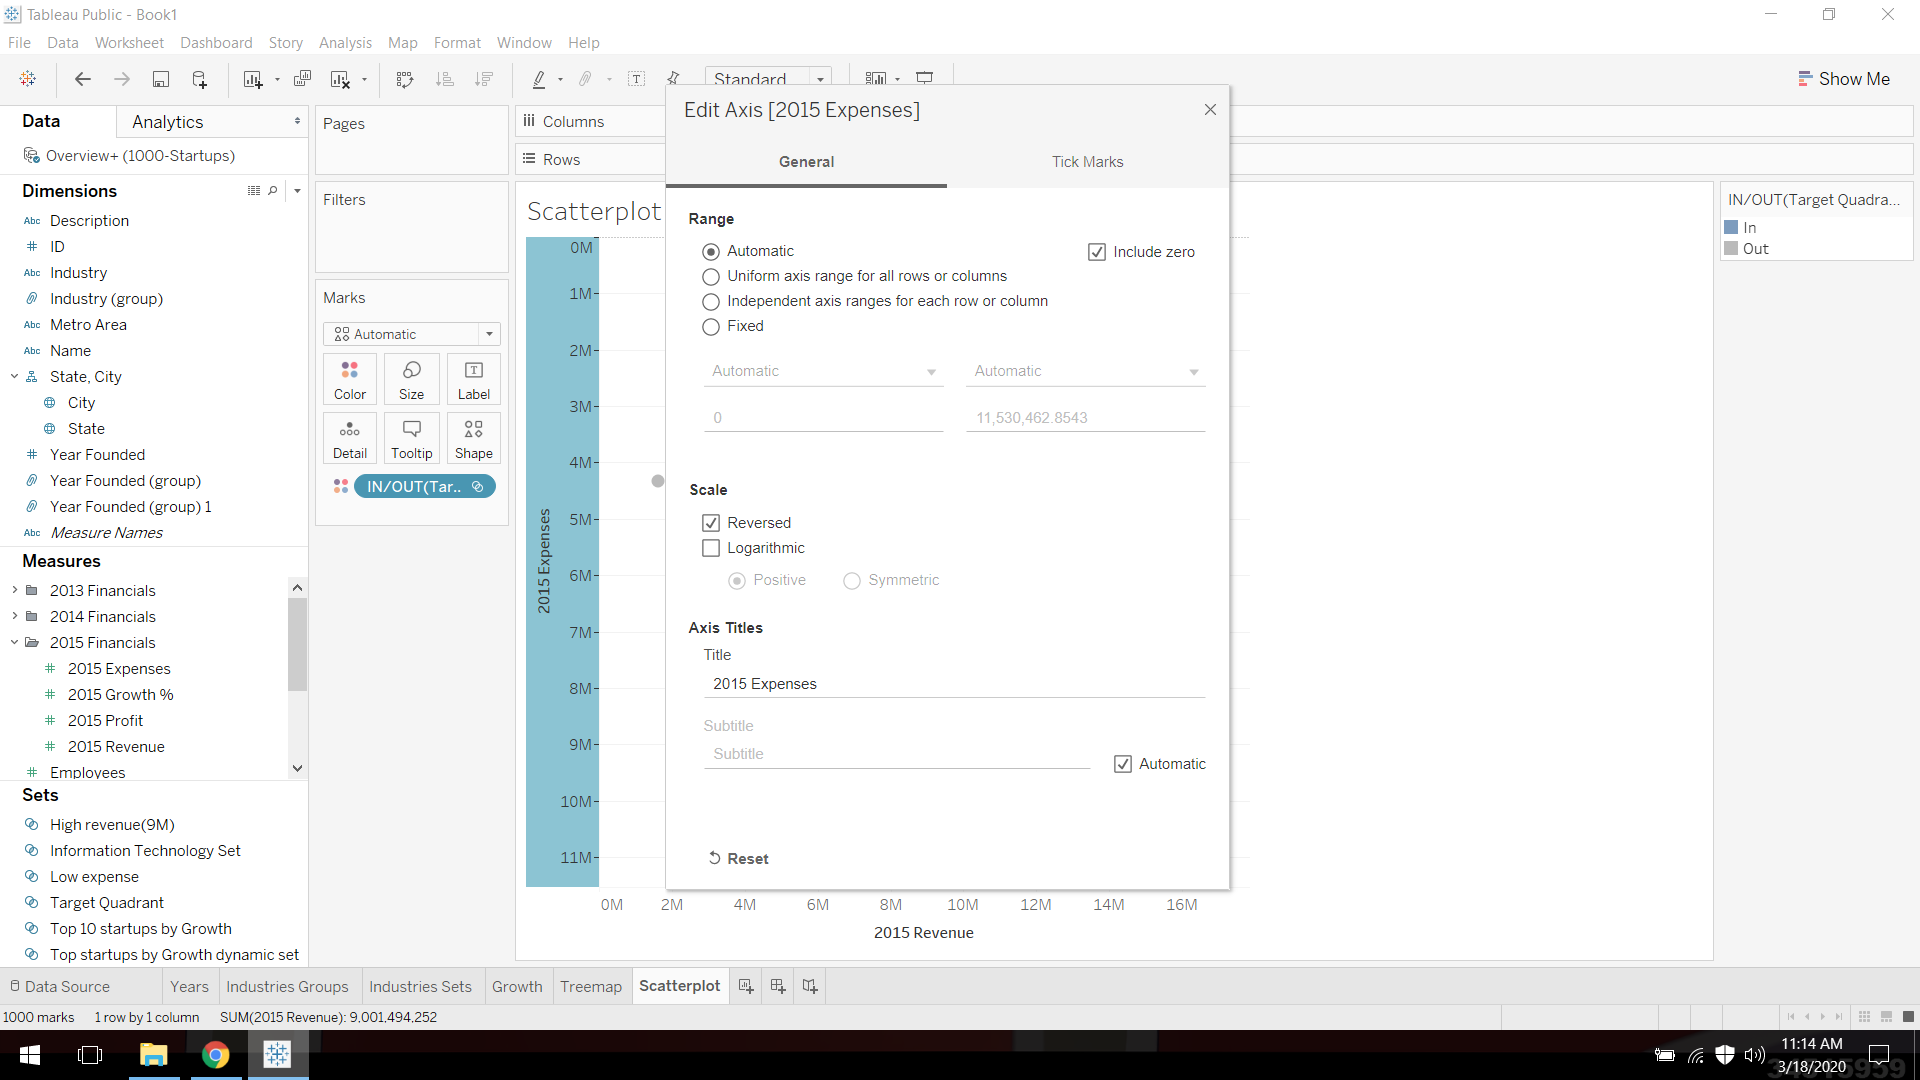 Tableau Public - Book1
File Data Worksheet Dashboard Story Analysis Map Format Window Help
Standard
Show Me
Data
Analytics
Overview+ (1000-Startups)
Dimensions
Abc Description
# ID
Abc Industry
Industry (group)
Abc Metro Area
Abc Name
State, City
City
State
# Year Founded
Year Founded (group)
Year Founded (group) 1
Abc Measure Names
Measures
2013 Financials
2014 Financials
2015 Financials
# 2015 Expenses
# 2015 Growth %
# 2015 Profit
# 2015 Revenue
# Employees
Sets
High revenue(9M)
Information Technology Set
Low expense
Target Quadrant
Top 10 startups by Growth
Top startups by Growth dynamic set
Pages
Filters
Marks
Automatic
Color Size Label
Detail Tooltip Shape
IN/OUT(Tar..
Columns
Rows
Scatterplot
0M
1M
2M
3M
4M
5M
6M
7M
8M
9M
10M
11M
2015 Expenses
0M 2M 4M 6M 8M 10M 12M 14M 16M
2015 Revenue
Edit Axis [2015 Expenses]
General
Tick Marks
Range
Automatic
Include zero
Uniform axis range for all rows or columns
Independent axis ranges for each row or column
Fixed
Automatic
Automatic
0
11,530,462.8543
Scale
Reversed
Logarithmic
Positive
Symmetric
Axis Titles
Title
2015 Expenses
Subtitle
Subtitle
Automatic
Reset
IN/OUT(Target Quadra...
In
Out
Data Source Years Industries Groups Industries Sets Growth Treemap Scatterplot
1000 marks 1 row by 1 column SUM(2015 Revenue): 9,001,494,252
11:14 AM
3/18/2020